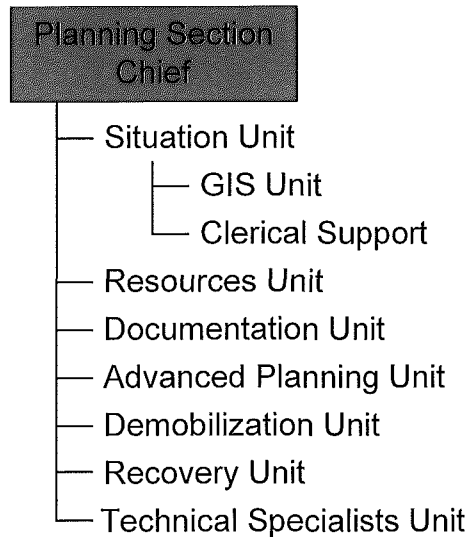 Planning Section
Chief
Situation Unit
GIS Unit
Clerical Support
Resources Unit
Documentation Unit
Advanced Planning Unit
Demobilization Unit
Recovery Unit
Technical Specialists Unit